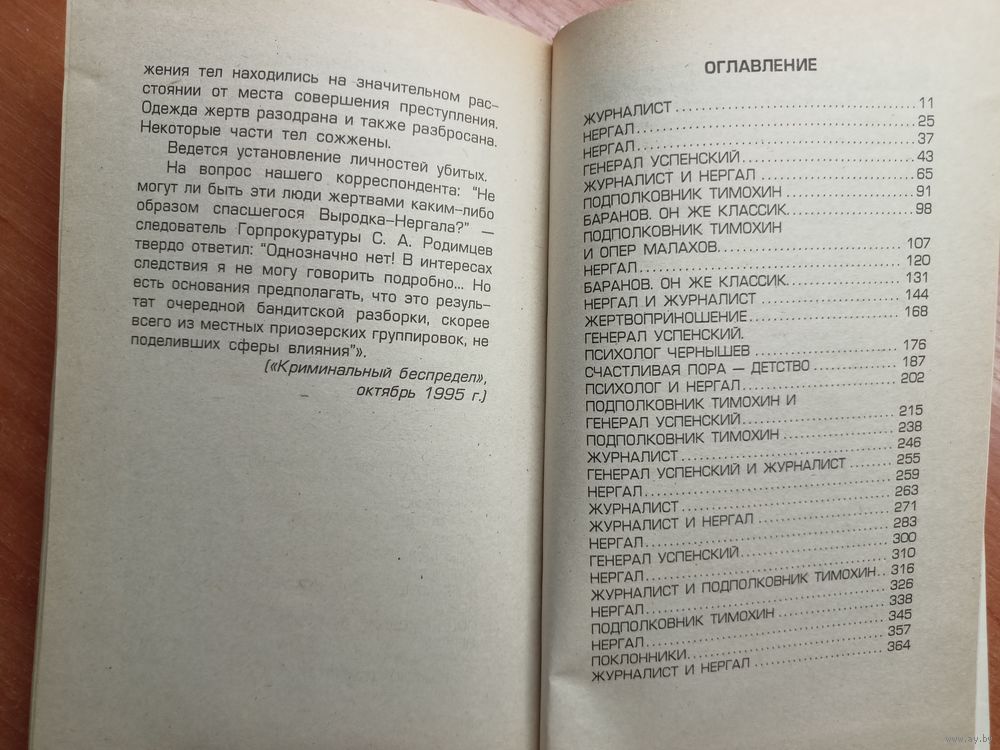 жения тел находились на значительном рас-
стоянии от места совершения преступления.
Одежда жертв разодрана и также разбросана.
Некоторые части тел сожжены.
Ведется установление личностей убитых.
На вопрос нашего корреспондента: "Не
могут ли быть эти люди жертвами каким-либо
образом спасшегося Выродка-Нергала?" —
следователь Горпрокуратуры С. А. Родимцев
твердо ответил: "Однозначно нет! В интересах
следствия я не могу говорить подробно... Но
есть основания предполагать, что это резуль-
тат очередной бандитской разборки, скорее
всего из местных приозерских группировок, не
поделивших сферы влияния"».
(«Криминальный беспредел»,
октябрь 1995 г.)
ОГЛАВЛЕНИЕ
ЖУРНАЛИСТ ........ 11
НЕРГАЛ ........ 25
НЕРГАЛ ........ 37
ГЕНЕРАЛ УСПЕНСКИЙ ........ 43
ЖУРНАЛИСТ И НЕРГАЛ ........ 65
ПОДПОЛКОВНИК ТИМОХИН ........ 91
БАРАНОВ. ОН ЖЕ КЛАССИК ........ 98
ПОДПОЛКОВНИК ТИМОХИН
И ОПЕР МАЛАХОВ ........ 107
НЕРГАЛ ........ 120
БАРАНОВ. ОН ЖЕ КЛАССИК ........ 131
НЕРГАЛ И ЖУРНАЛИСТ ........ 144
ЖЕРТВОПРИНОШЕНИЕ ........ 168
ГЕНЕРАЛ УСПЕНСКИЙ.
ПСИХОЛОГ ЧЕРНЫШЕВ ........ 176
СЧАСТЛИВАЯ ПОРА — ДЕТСТВО ........ 187
ПСИХОЛОГ И НЕРГАЛ ........ 202
ПОДПОЛКОВНИК ТИМОХИН И
ГЕНЕРАЛ УСПЕНСКИЙ ........ 215
ПОДПОЛКОВНИК ТИМОХИН ........ 238
ЖУРНАЛИСТ ........ 246
ГЕНЕРАЛ УСПЕНСКИЙ И ЖУРНАЛИСТ ........ 255
НЕРГАЛ ........ 259
ЖУРНАЛИСТ ........ 263
ЖУРНАЛИСТ И НЕРГАЛ ........ 271
НЕРГАЛ ........ 283
ГЕНЕРАЛ УСПЕНСКИЙ ........ 300
НЕРГАЛ ........ 310
ЖУРНАЛИСТ И ПОДПОЛКОВНИК ТИМОХИН .. 316
НЕРГАЛ ........ 326
ПОДПОЛКОВНИК ТИМОХИН ........ 338
НЕРГАЛ ........ 345
ПОКЛОННИКИ ........ 357
ЖУРНАЛИСТ И НЕРГАЛ ........ 364
www.ay.by